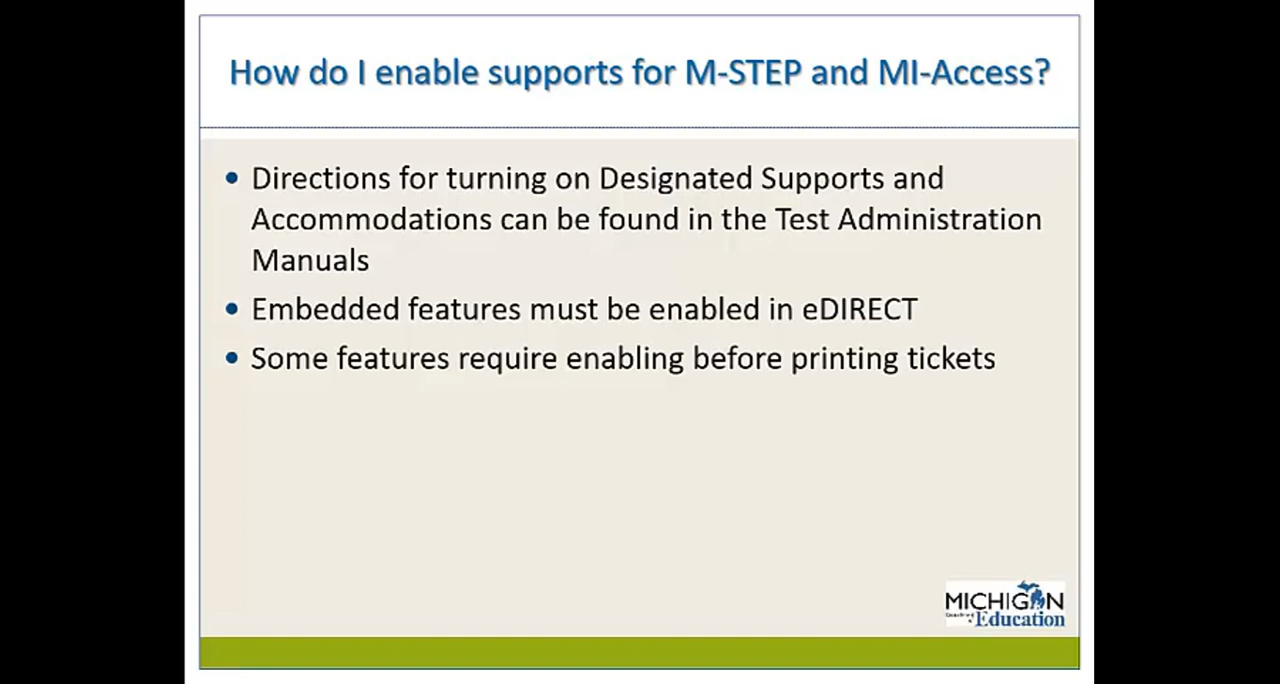 How do I enable supports for M-STEP and MI-Access?
• Directions for turning on Designated Supports and
Accommodations can be found in the Test Administration
Manuals
• Embedded features must be enabled in eDIRECT
• Some features require enabling before printing tickets
MICHIGAN
Education